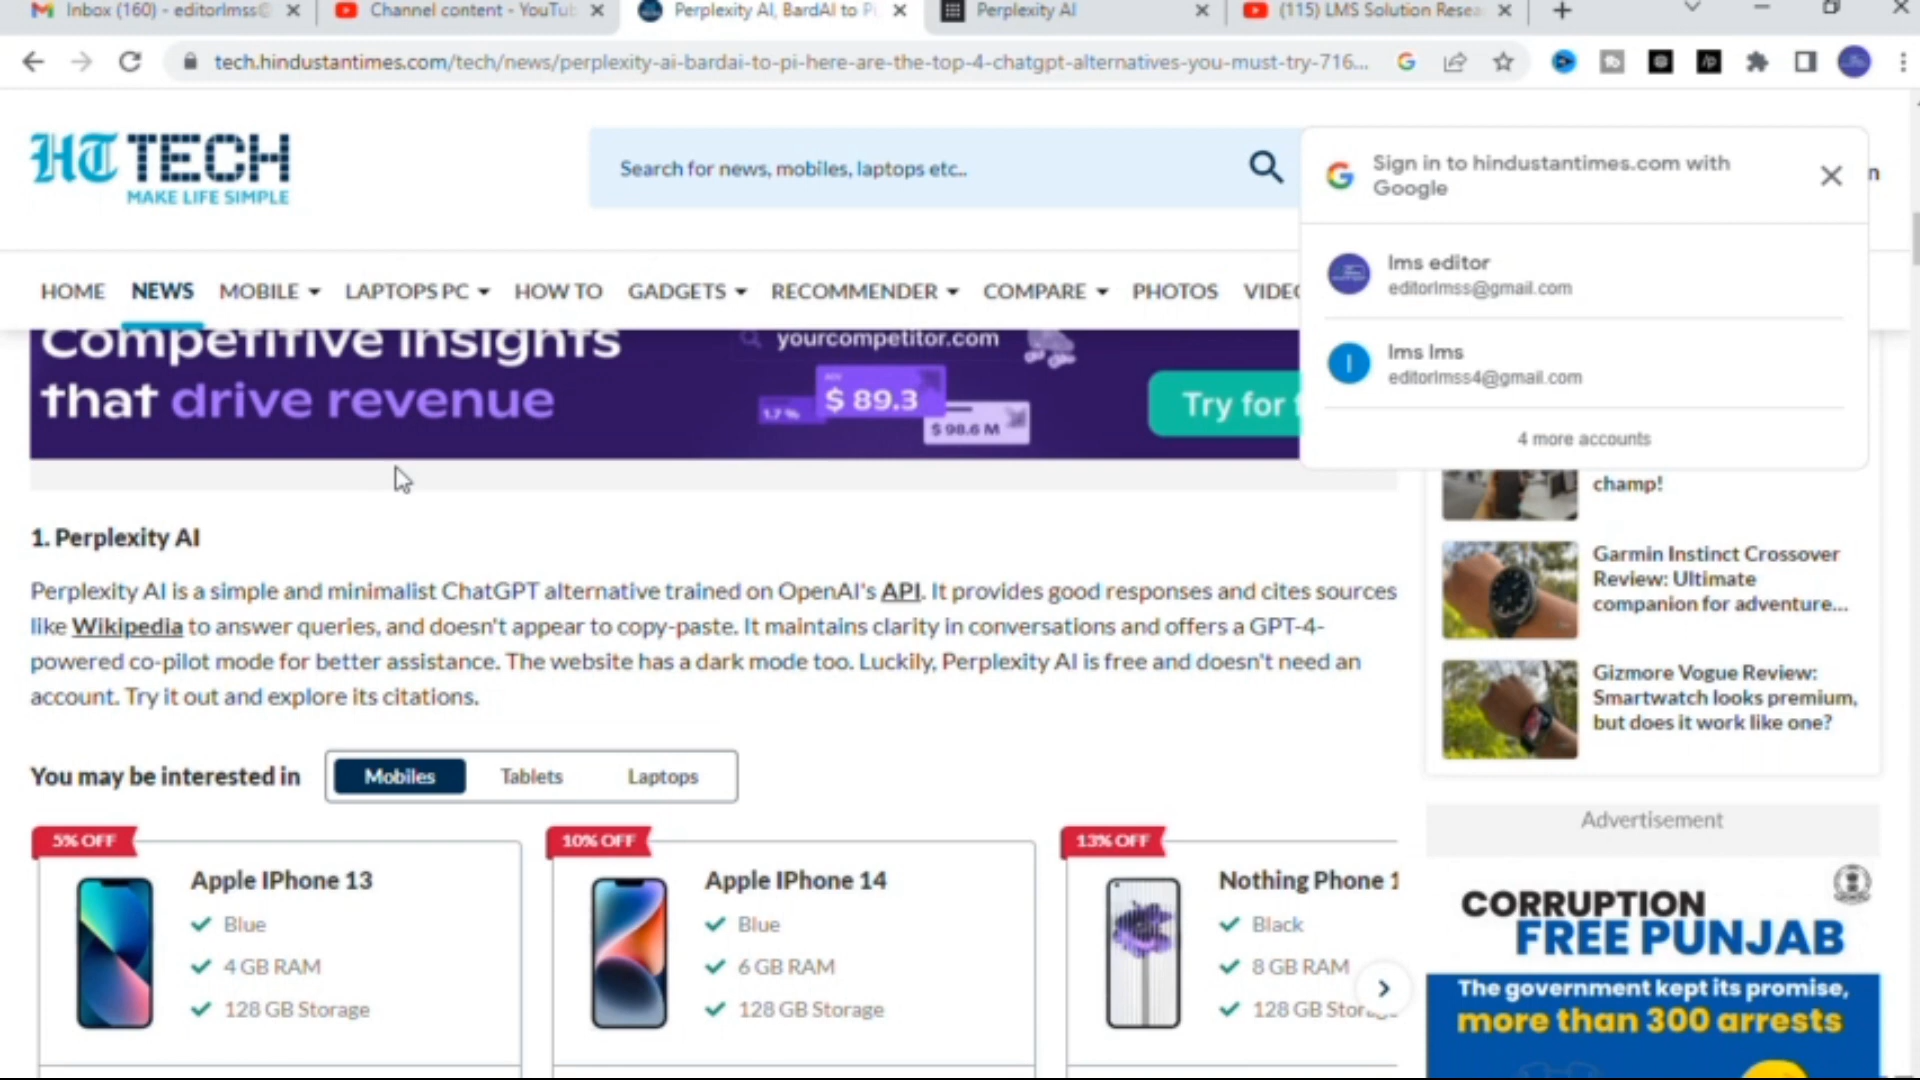 Inbox (160) - editorlmss@
Channel content - YouTub
Perplexity AI, BardAI to Pi
Perplexity AI
(115) LMS Solution Resea
tech.hindustantimes.com/tech/news/perplexity-ai-bardai-to-pi-here-are-the-top-4-chatgpt-alternatives-you-must-try-716...
HT TECH
MAKE LIFE SIMPLE
Search for news, mobiles, laptops etc..
Sign in to hindustantimes.com with
Google
n
lms editor
editorlmss@gmail.com
lms lms
editorlmss4@gmail.com
4 more accounts
HOME NEWS MOBILE LAPTOPS PC HOW TO GADGETS RECOMMENDER COMPARE PHOTOS VIDEO
Competitive insights
that drive revenue
yourcompetitor.com
$ 89.3
1.7 %
$ 98.6 M
Try for f
champ!
Garmin Instinct Crossover
Review: Ultimate
companion for adventure...
Gizmore Vogue Review:
Smartwatch looks premium,
but does it work like one?
1. Perplexity AI
Perplexity AI is a simple and minimalist ChatGPT alternative trained on OpenAI's API. It provides good responses and cites sources
like Wikipedia to answer queries, and doesn't appear to copy-paste. It maintains clarity in conversations and offers a GPT-4-
powered co-pilot mode for better assistance. The website has a dark mode too. Luckily, Perplexity AI is free and doesn't need an
account. Try it out and explore its citations.
You may be interested in Mobiles Tablets Laptops
5% OFF
Apple IPhone 13
Blue
4 GB RAM
128 GB Storage
10% OFF
Apple IPhone 14
Blue
6 GB RAM
128 GB Storage
13% OFF
Nothing Phone 1
Black
8 GB RAM
128 GB Stor
Advertisement
CORRUPTION
FREE PUNJAB
The government kept its promise,
more than 300 arrests